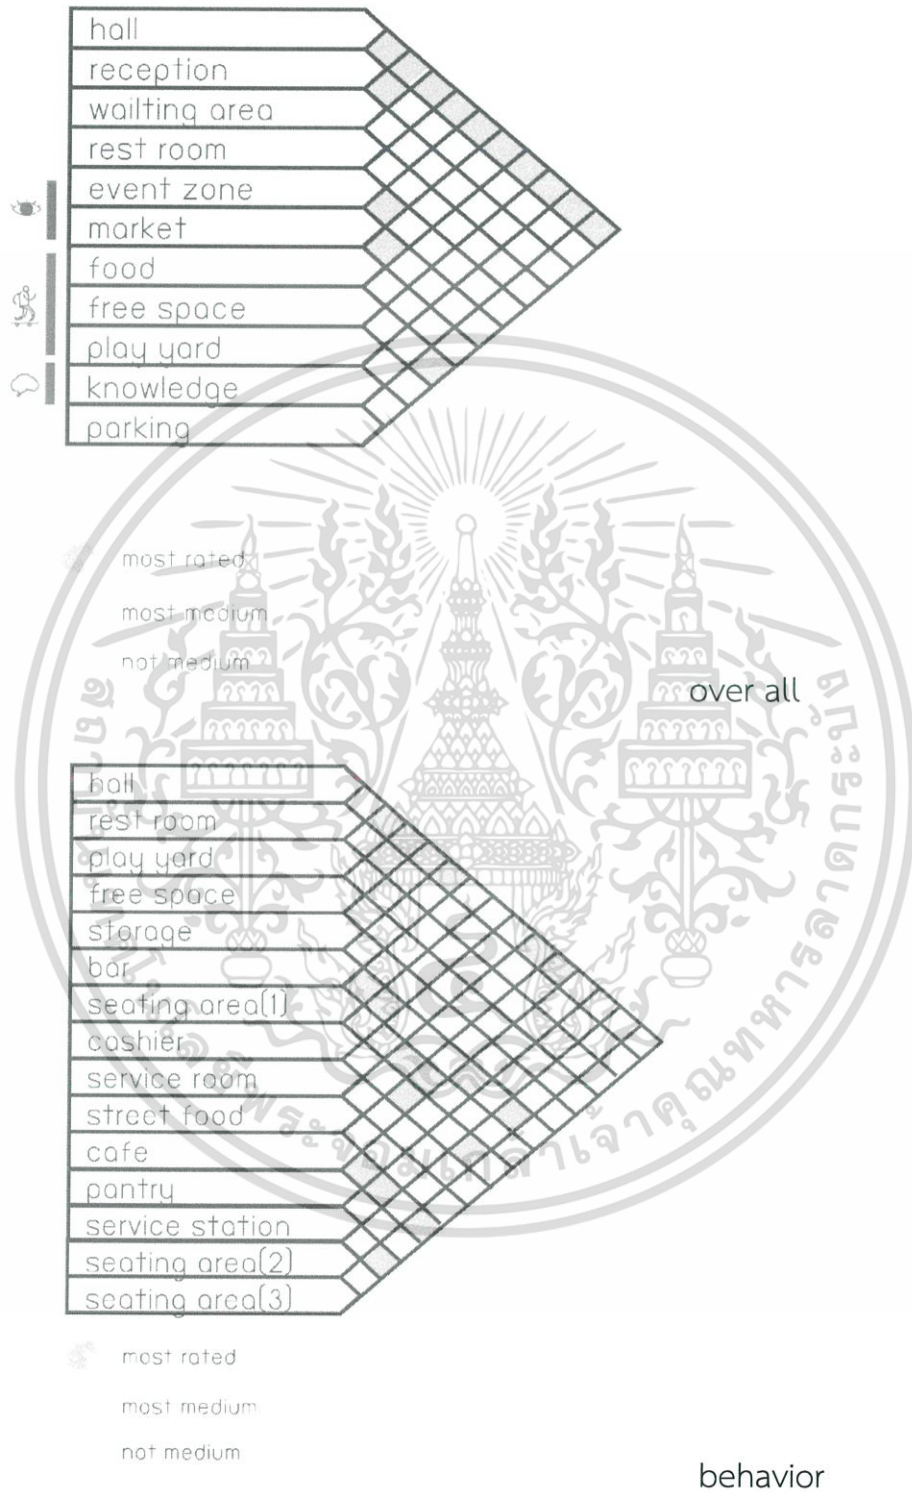 hall
reception
wailting area
rest room
event zone
market
food
free space
play yard
knowledge
parking
most rated
most medium
not medium
over all
hall
rest room
play yard
free space
storage
bar
seating area(1)
cashier
service room
street food
cafe
pantry
service station
seating area(2)
seating area(3)
most rated
most medium
not medium
behavior